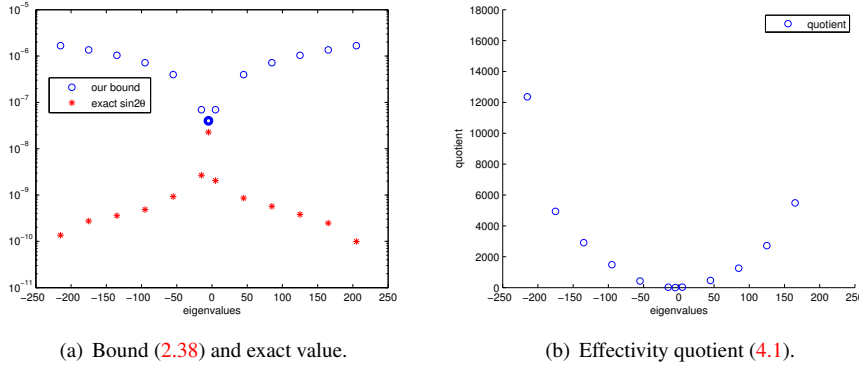 10⁻⁵
10⁻⁶
10⁻⁷
10⁻⁸
10⁻⁹
10⁻¹⁰
10⁻¹¹
our bound
exact sin2θ
−250 −200 −150 −100 −50 0 50 100 150 200 250
eigenvalues
(a) Bound (2.38) and exact value.
18000
16000
14000
12000
10000
8000
6000
4000
2000
0
quotient
quotient
−250 −200 −150 −100 −50 0 50 100 150 200 250
eigenvalues
(b) Effectivity quotient (4.1).